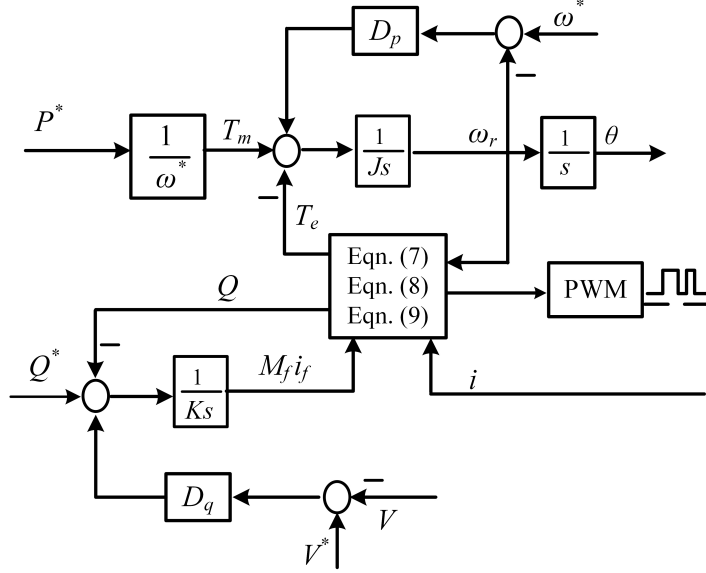 D_p
ω^*
P^*
1/ω^*
T_m
1/Js
ω_r
1/s
θ
T_e
Eqn. (7)
Eqn. (8)
Eqn. (9)
PWM
Q
Q^*
1/Ks
M_f i_f
i
D_q
V
V^*